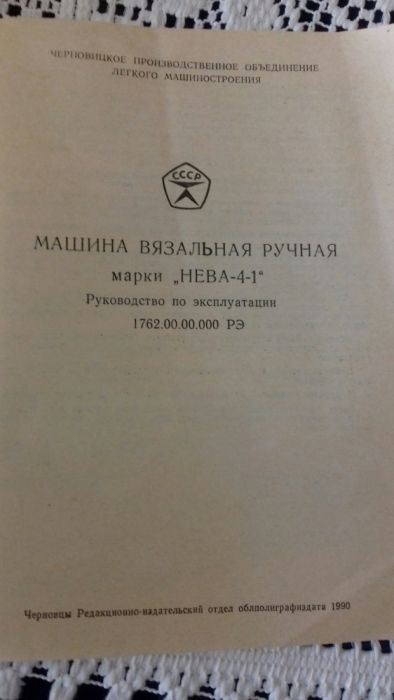 ЧЕРНОВИЦКОЕ ПРОИЗВОДСТВЕННОЕ ОБЪЕДИНЕНИЕ
ЛЕГКОГО МАШИНОСТРОЕНИЯ
СССР
МАШИНА ВЯЗАЛЬНАЯ РУЧНАЯ
марки „НЕВА-4-1“
Руководство по эксплуатации
1762.00.00.000 РЭ
Черновцы Редакционно-издательский отдел облполиграфиздата 1990